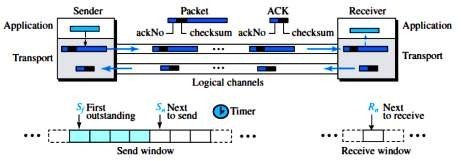 Sender
Packet
ACK
Receiver
Application
ackNo
checksum
ackNo
checksum
Application
Transport
Transport
Logical channels
Sf First outstanding
Sn Next to send
Timer
Rn Next to receive
Send window
Receive window